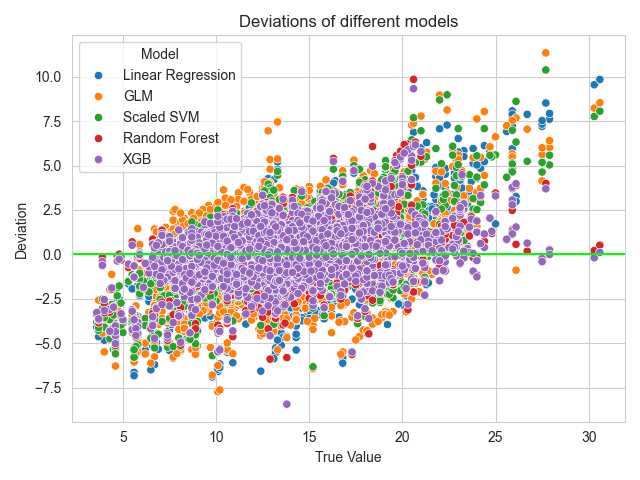 Deviations of different models
Model
Linear Regression
GLM
Scaled SVM
Random Forest
XGB
Deviation
10.0
7.5
5.0
2.5
0.0
−2.5
−5.0
−7.5
5
10
15
20
25
30
True Value